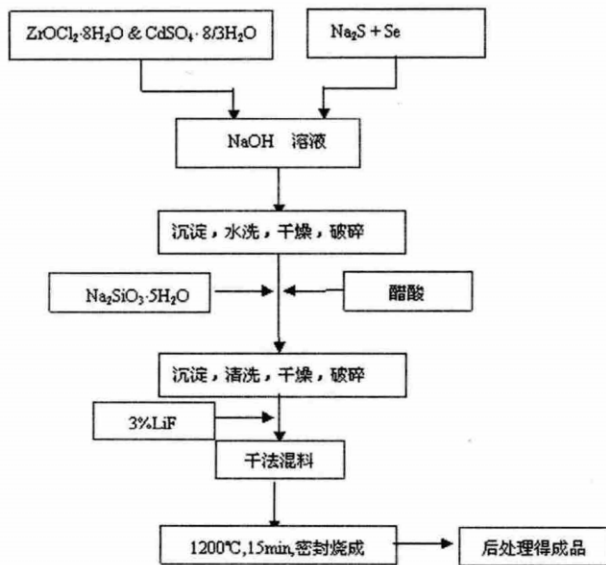 ZrOCl₂·8H₂O & CdSO₄·8/3H₂O
Na₂S + Se
NaOH 溶液
沉淀，水洗，干燥，破碎
Na₂SiO₃·5H₂O
醋酸
沉淀，清洗，干燥，破碎
3%LiF
干法混料
1200℃,15min,密封烧成
后处理得成品